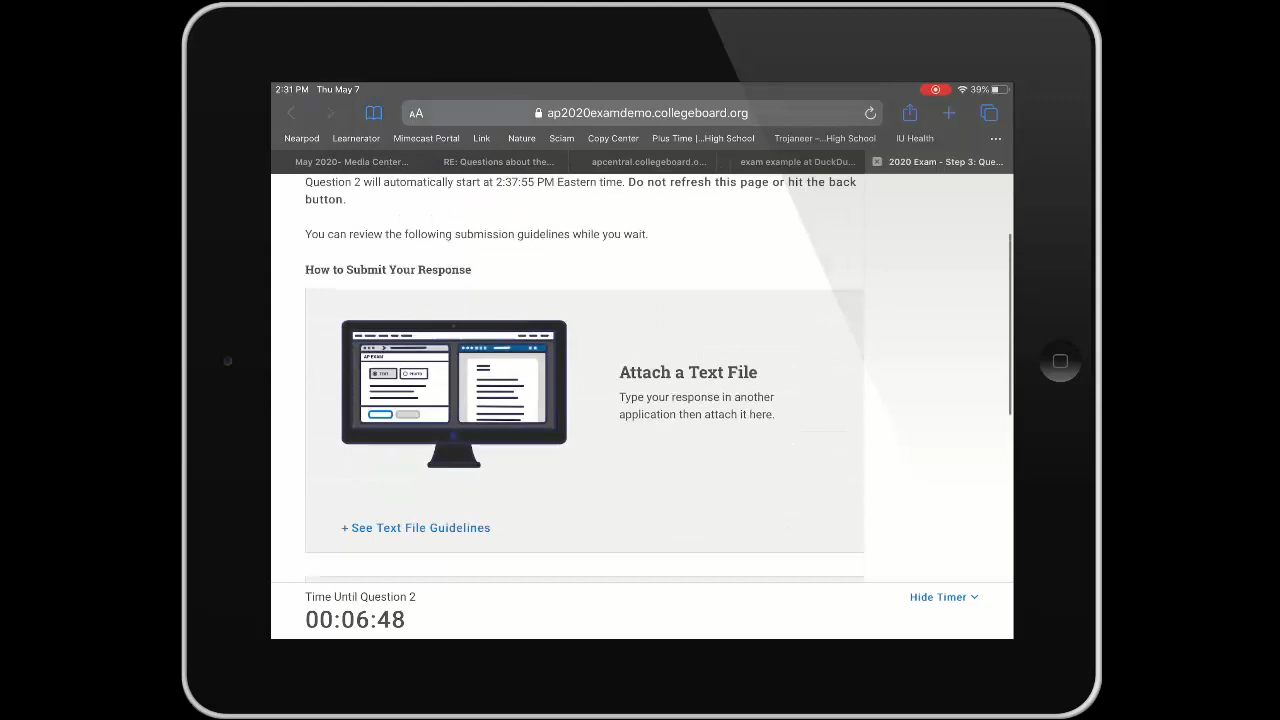 2:31 PM Thu May 7
39%
AA
ap2020examdemo.collegeboard.org
Nearpod Learnerator Mimecast Portal Link Nature Sciam Copy Center Plus Time |...High School Trojaneer –...High School IU Health
May 2020- Media Center... RE: Questions about the... apcentral.collegeboard.o... exam example at DuckDu... 2020 Exam - Step 3: Que...
Question 2 will automatically start at 2:37:55 PM Eastern time. Do not refresh this page or hit the back
button.
You can review the following submission guidelines while you wait.
How to Submit Your Response
AP EXAM
TEXT PHOTO
Attach a Text File
Type your response in another
application then attach it here.
+ See Text File Guidelines
Time Until Question 2
Hide Timer
00:06:48